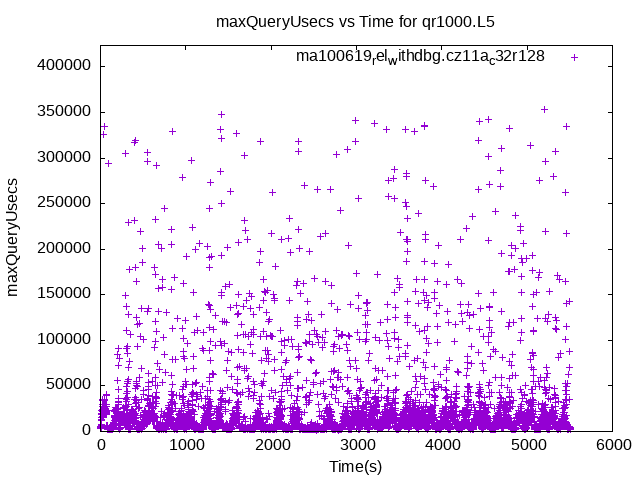 maxQueryUsecs vs Time for qr1000.L5
ma100619relwithdbg.cz11ac32r128
400000
350000
300000
250000
200000
150000
100000
50000
0
maxQueryUsecs
0 1000 2000 3000 4000 5000 6000
Time(s)